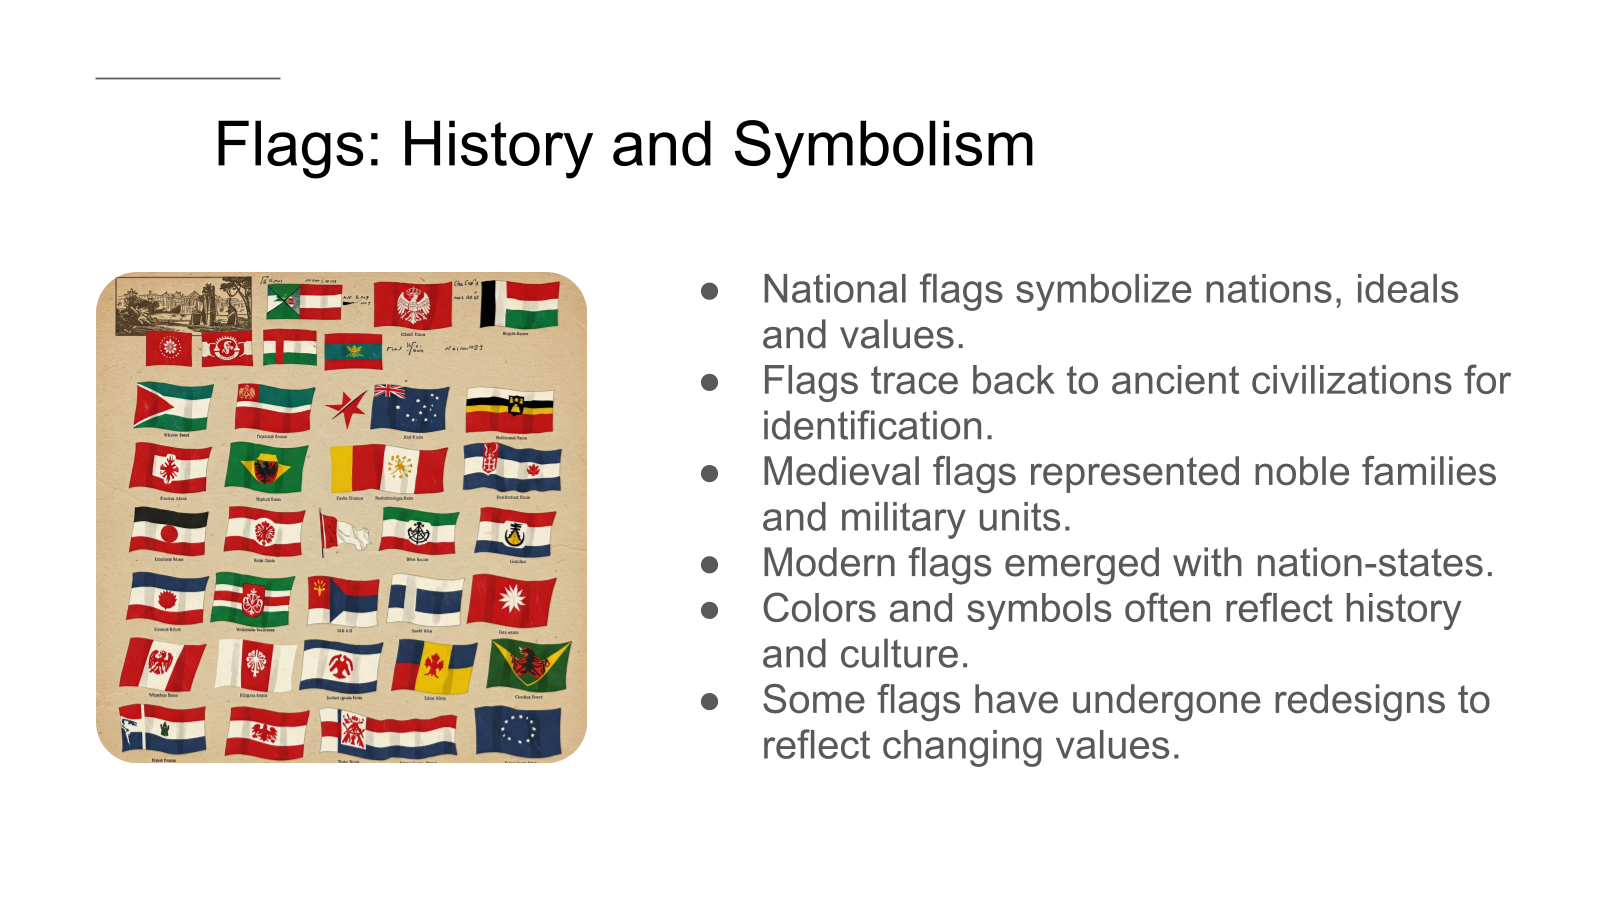 Flags: History and Symbolism
● National flags symbolize nations, ideals
and values.
● Flags trace back to ancient civilizations for
identification.
● Medieval flags represented noble families
and military units.
● Modern flags emerged with nation-states.
● Colors and symbols often reflect history
and culture.
● Some flags have undergone redesigns to
reflect changing values.